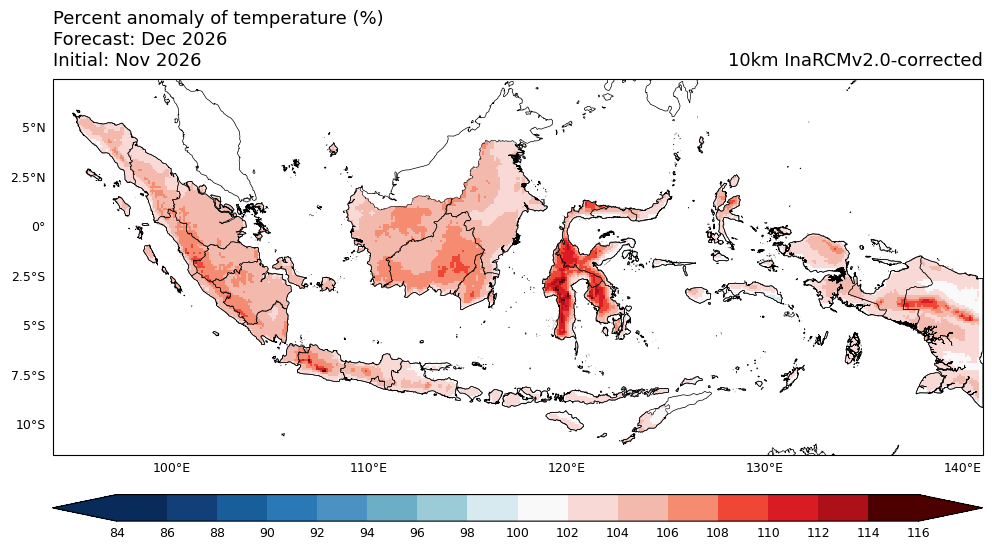 Percent anomaly of temperature (%)
Forecast: Dec 2026
Initial: Nov 2026
10km InaRCMv2.0-corrected
5°N
2.5°N
0°
2.5°S
5°S
7.5°S
10°S
100°E 110°E 120°E 130°E 140°E
84 86 88 90 92 94 96 98 100 102 104 106 108 110 112 114 116